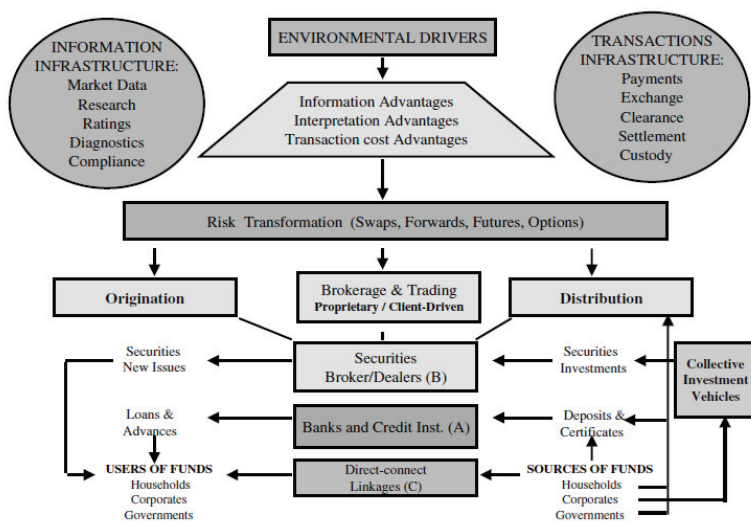 INFORMATION
INFRASTRUCTURE:
Market Data
Research
Ratings
Diagnostics
Compliance
ENVIRONMENTAL DRIVERS
TRANSACTIONS
INFRASTRUCTURE:
Payments
Exchange
Clearance
Settlement
Custody
Information Advantages
Interpretation Advantages
Transaction cost Advantages
Risk Transformation (Swaps, Forwards, Futures, Options)
Origination
Brokerage & Trading
Proprietary / Client-Driven
Distribution
Securities
New Issues
Securities
Broker/Dealers (B)
Securities
Investments
Collective
Investment
Vehicles
Loans &
Advances
Banks and Credit Inst. (A)
Deposits &
Certificates
USERS OF FUNDS
Households
Corporates
Governments
Direct-connect
Linkages (C)
SOURCES OF FUNDS
Households
Corporates
Governments